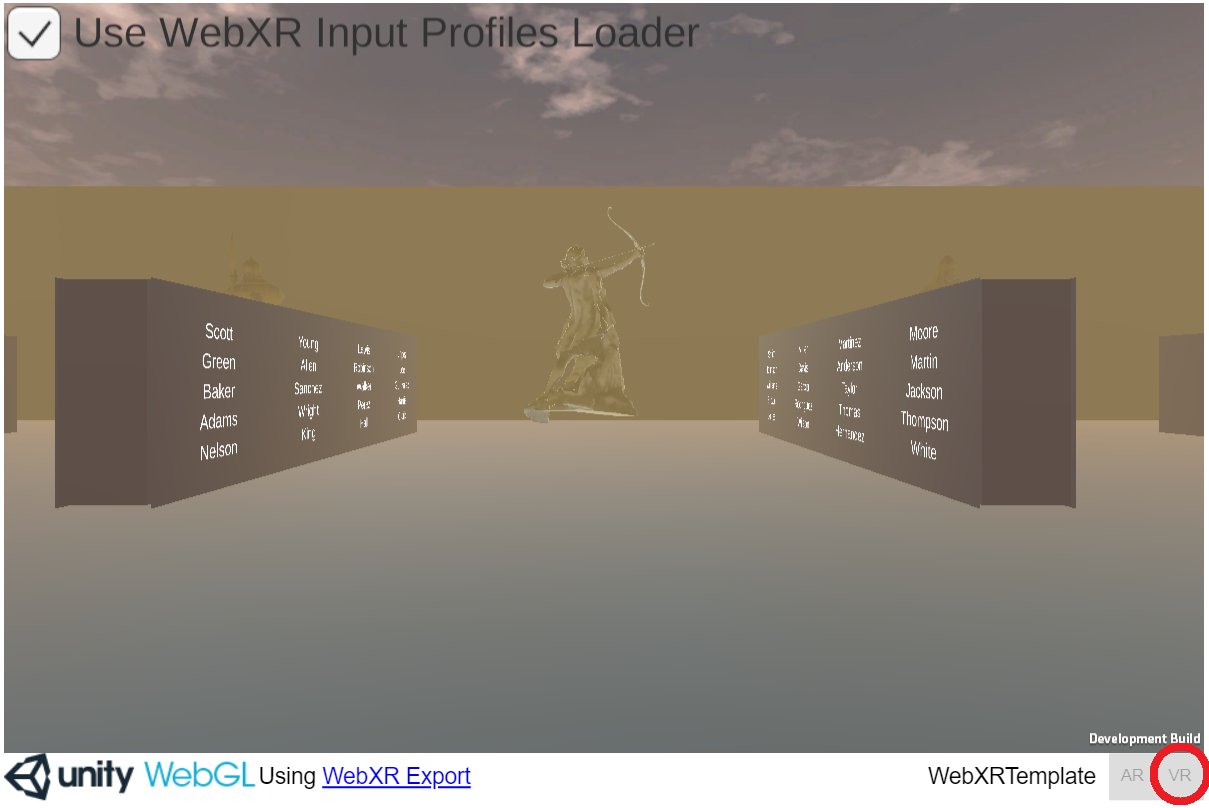 Use WebXR Input Profiles Loader
Scott
Green
Baker
Adams
Nelson
Young
Allen
Sanchez
Wright
King
Lewis
Robinson
Walker
Perez
Hall
Martinez
Anderson
Taylor
Thomas
Hernandez
Moore
Martin
Jackson
Thompson
White
Development Build
unity WebGL Using WebXR Export
WebXRTemplate AR VR